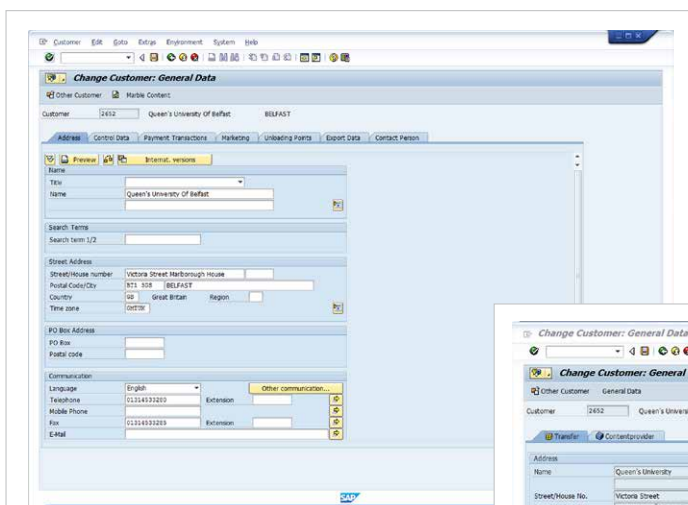 Customer Edit Goto Extras Environment System Help
Change Customer: General Data
Other Customer Marble Content
Customer 2652 Queen's University Of Belfast BELFAST
Address Control Data Payment Transactions Marketing Unloading Points Export Data Contact Person
Preview Internat. versions
Name
Title
Name Queen's University Of Belfast
Search Terms
Search term 1/2
Street Address
Street/House number Victoria Street Marlborough House
Postal Code/City BELFAST
Country GB Great Britain Region
Time zone
PO Box Address
PO Box
Postal code
Communication
Language English Other communication...
Telephone Extension
Mobile Phone
Fax Extension
E-Mail
SAP
Change Customer: General Data
Change Customer: General
Other Customer General Data
Customer 2652 Queen's Univers
Transfer Contentprovider
Address
Name Queen's University
Street/House No. Victoria Street